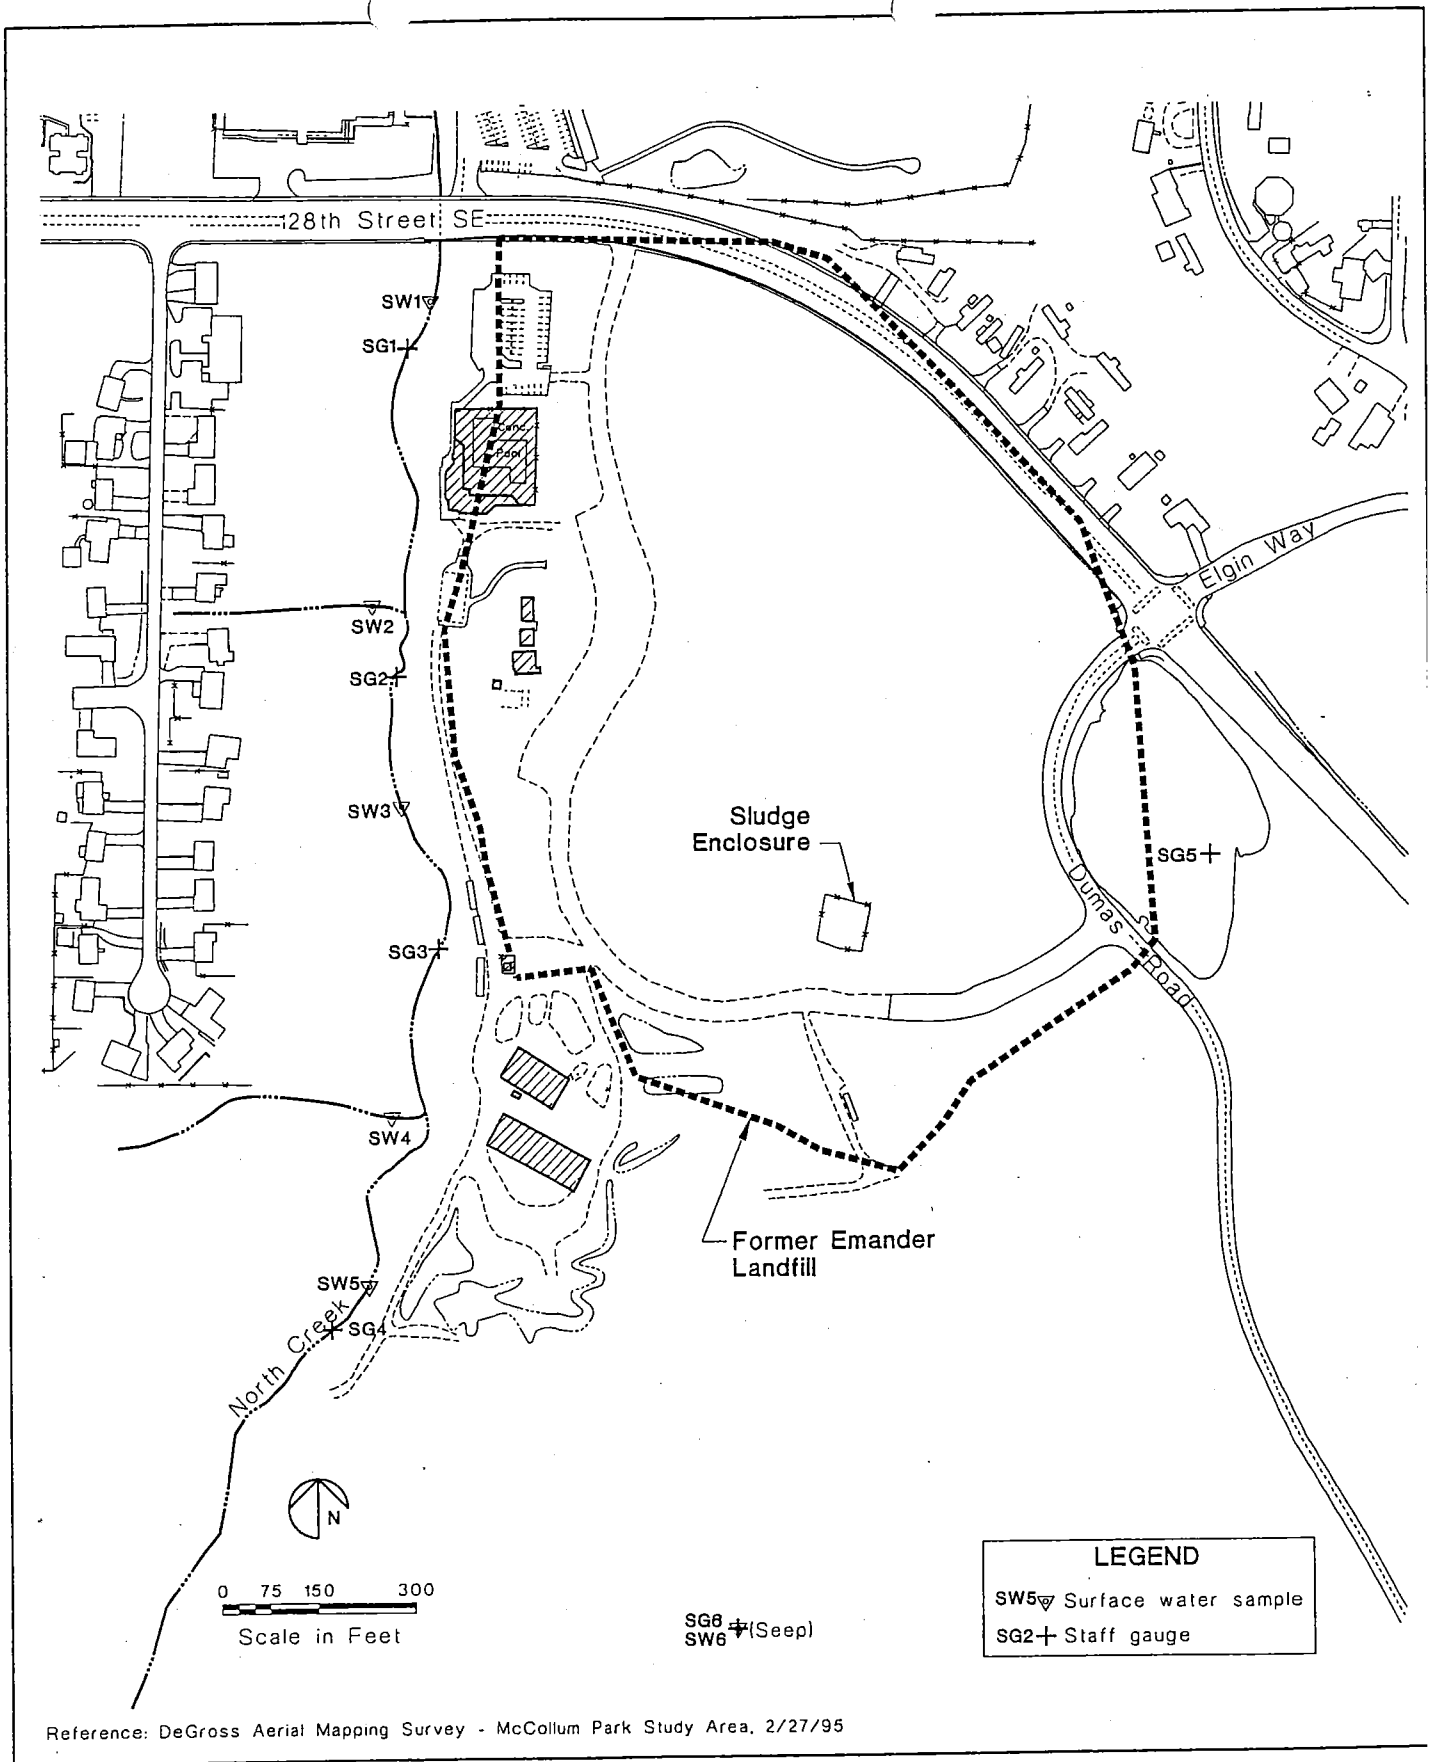 128th Street SE
SW1
SG1
Conc.
Pool
Elgin Way
SW2
SG2
SW3
Sludge
Enclosure
SG5
Dumas Road
SG3
SW4
Former Emander
Landfill
SW5
SG4
North Creek
N
0 75 150 300
Scale in Feet
SG6
SW6 (Seep)
LEGEND
SW5 Surface water sample
SG2 Staff gauge
Reference: DeGross Aerial Mapping Survey - McCollum Park Study Area, 2/27/95